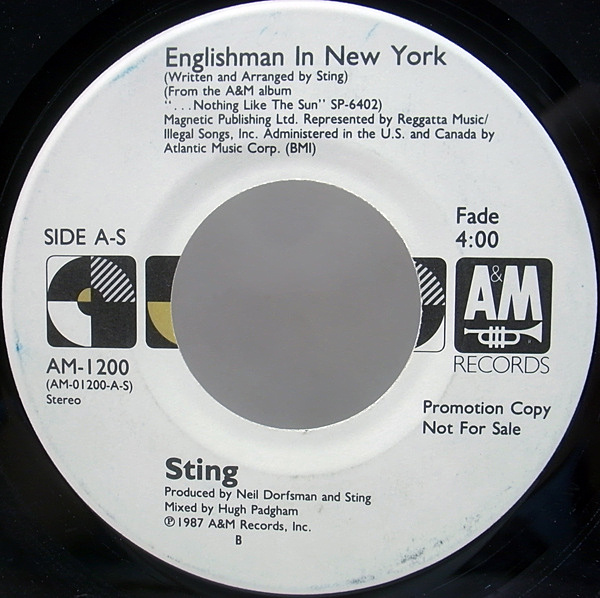 Englishman In New York
(Written and Arranged by Sting)
(From the A&M album
“...Nothing Like The Sun” SP-6402)
Magnetic Publishing Ltd. Represented by Reggatta Music/
Illegal Songs, Inc. Administered in the U.S. and Canada by
Atlantic Music Corp. (BMI)
SIDE A-S
Fade
4:00
A&M
RECORDS
AM-1200
(AM-01200-A-S)
Stereo
Promotion Copy
Not For Sale
Sting
Produced by Neil Dorfsman and Sting
Mixed by Hugh Padgham
℗1987 A&M Records, Inc.
B